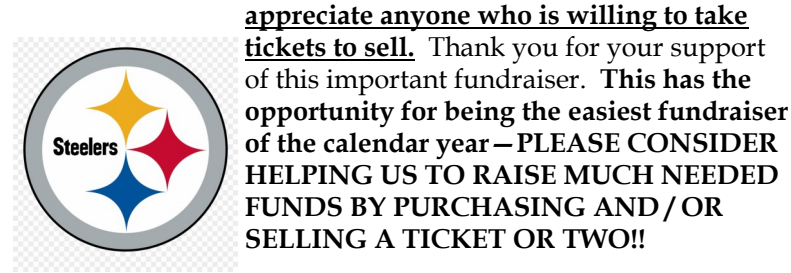 appreciate anyone who is willing to take
tickets to sell. Thank you for your support
of this important fundraiser. This has the
opportunity for being the easiest fundraiser
of the calendar year—PLEASE CONSIDER
HELPING US TO RAISE MUCH NEEDED
FUNDS BY PURCHASING AND/OR
SELLING A TICKET OR TWO!!
Steelers